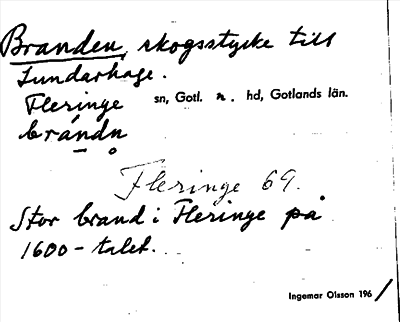 Branden, skogsstycke till
Lundarhage.
Fleringe sn, Gotl. n. hd, Gotlands län.
brándn̥
Fleringe 69.
Stor brand i Fleringe på
1600-talet.
Ingemar Olsson 196/